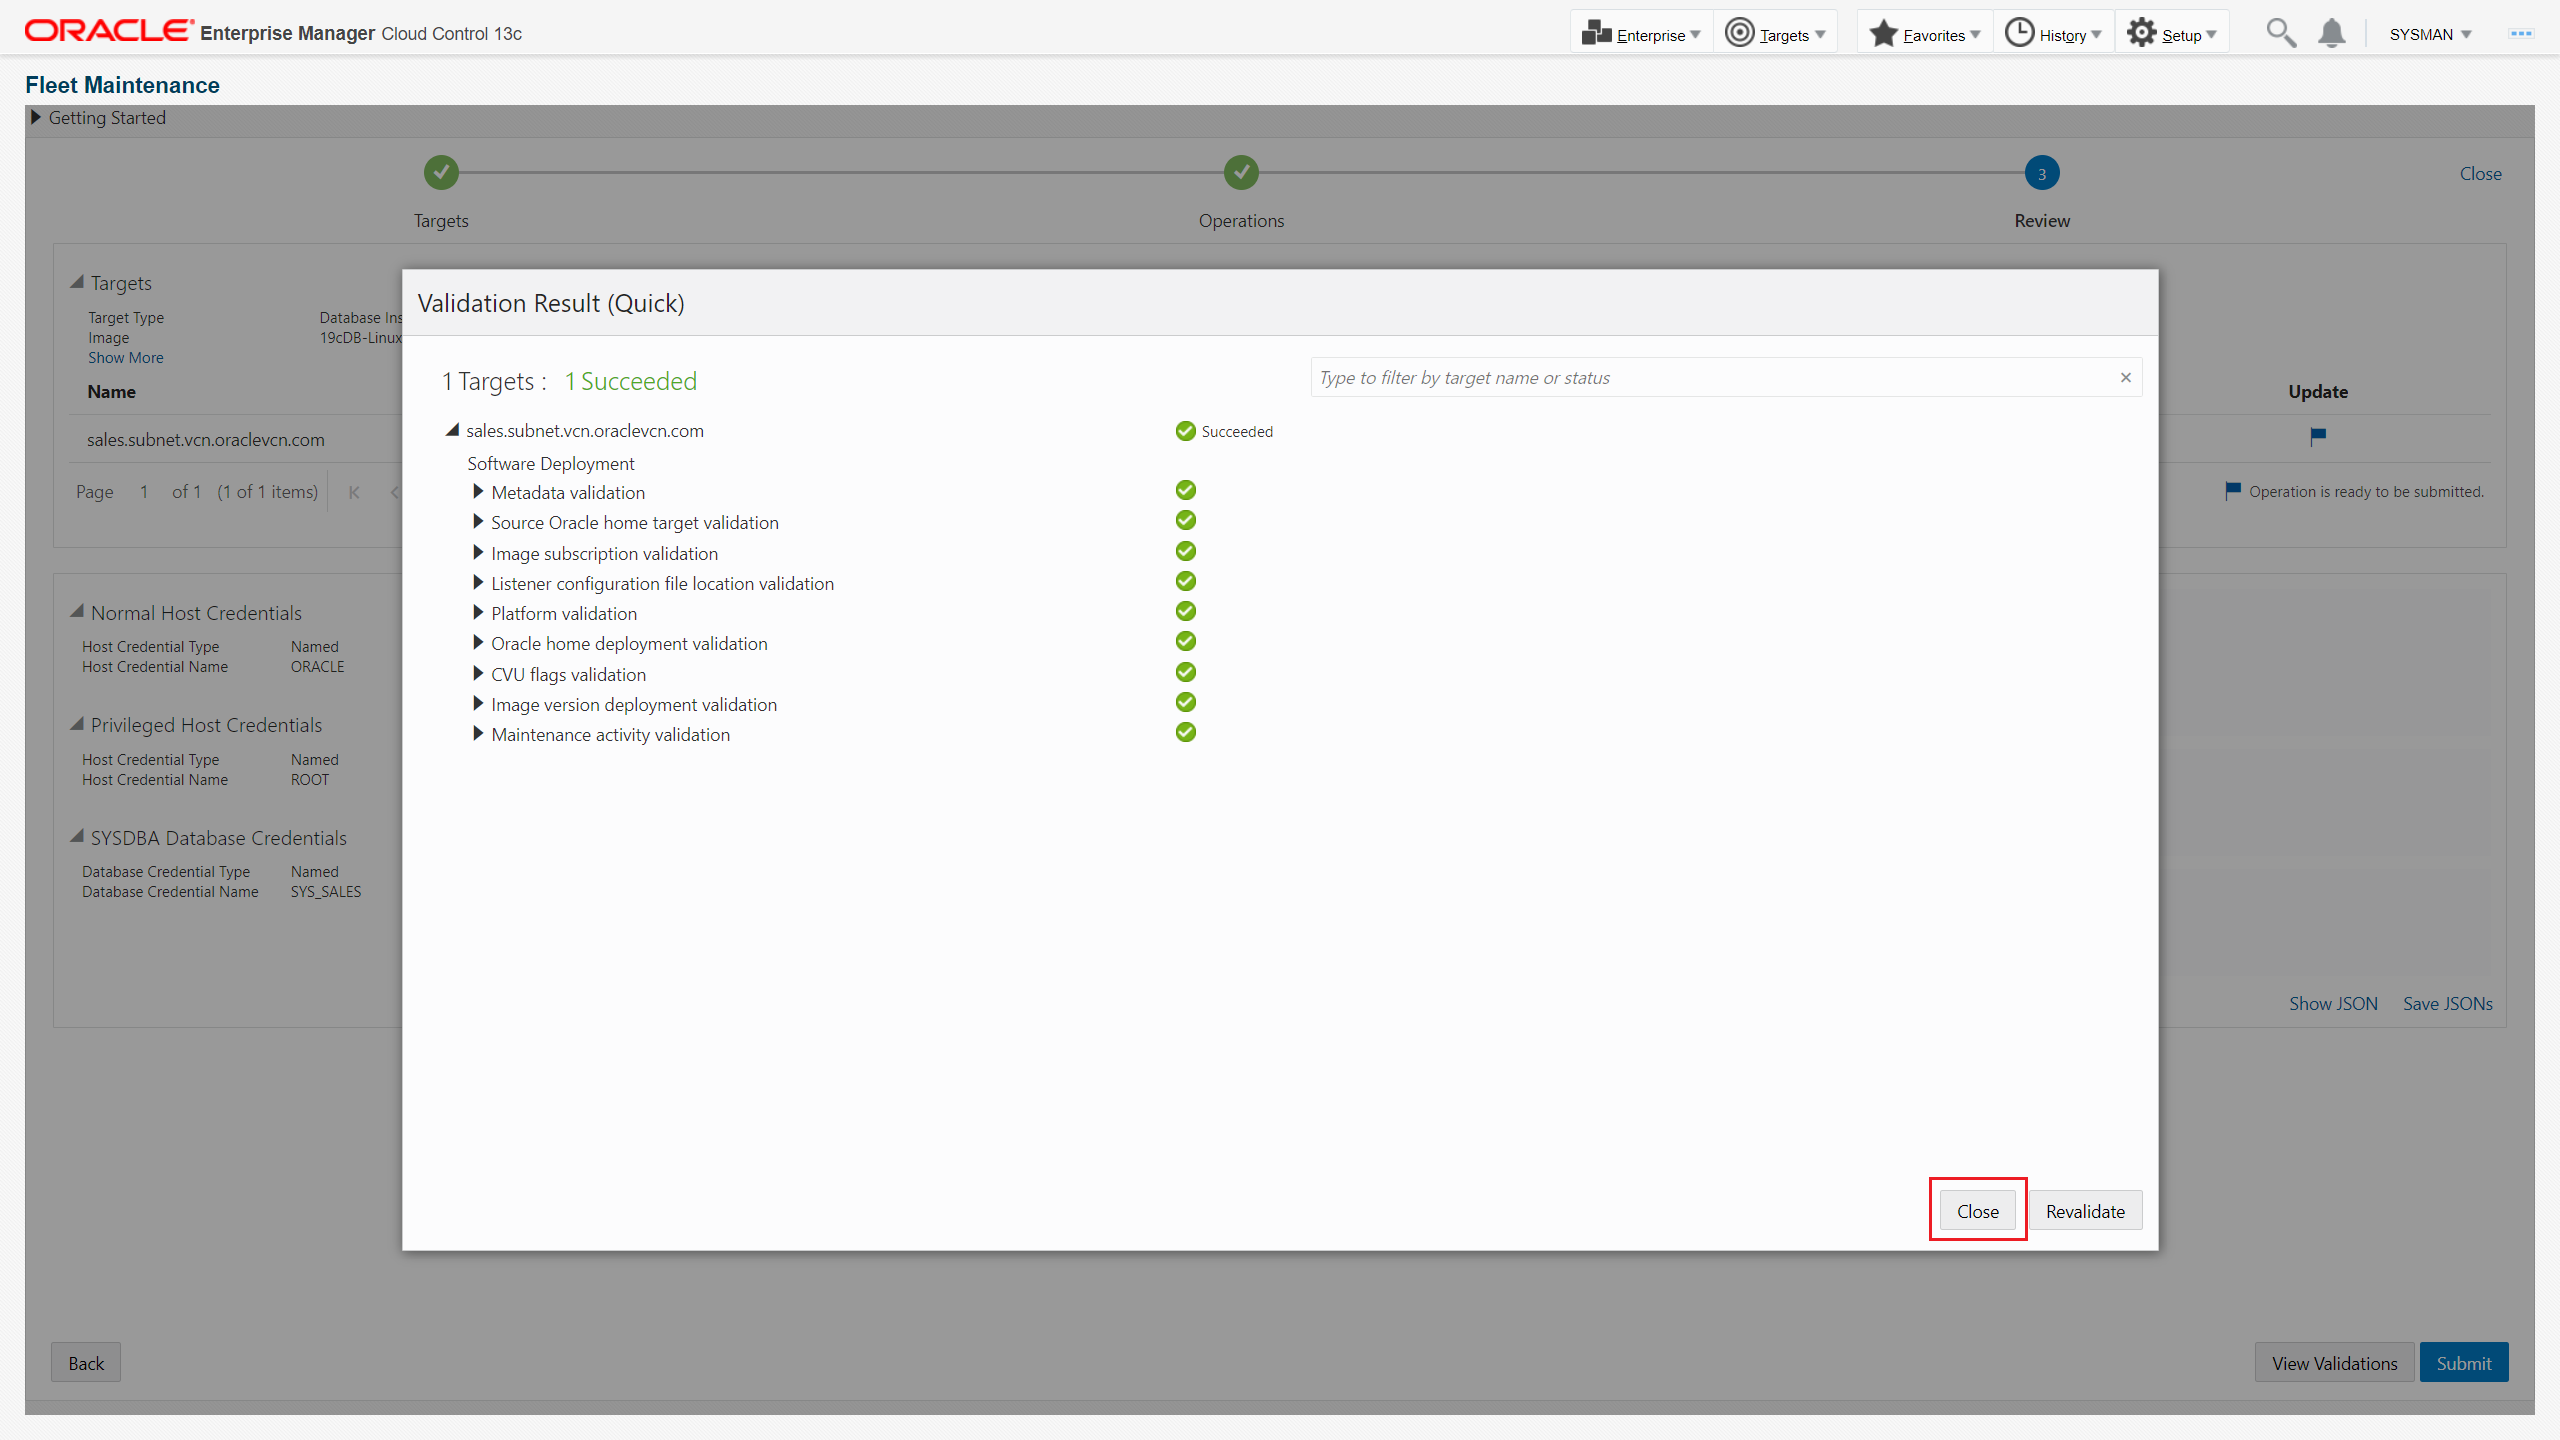 ORACLE Enterprise Manager Cloud Control 13c
Enterprise Targets Favorites History Setup SYSMAN
Fleet Maintenance
Getting Started
3 Close
Targets Operations Review
Targets
Target Type Database Ins
Image 19cDB-Linux
Show More
Name Update
sales.subnet.vcn.oraclevcn.com
Page 1 of 1 (1 of 1 items)
Operation is ready to be submitted.
Normal Host Credentials
Host Credential Type Named
Host Credential Name ORACLE
Privileged Host Credentials
Host Credential Type Named
Host Credential Name ROOT
SYSDBA Database Credentials
Database Credential Type Named
Database Credential Name SYS_SALES
Show JSON Save JSONs
Validation Result (Quick)
1 Targets : 1 Succeeded
Type to filter by target name or status
sales.subnet.vcn.oraclevcn.com Succeeded
Software Deployment
Metadata validation
Source Oracle home target validation
Image subscription validation
Listener configuration file location validation
Platform validation
Oracle home deployment validation
CVU flags validation
Image version deployment validation
Maintenance activity validation
Close Revalidate
Back View Validations Submit